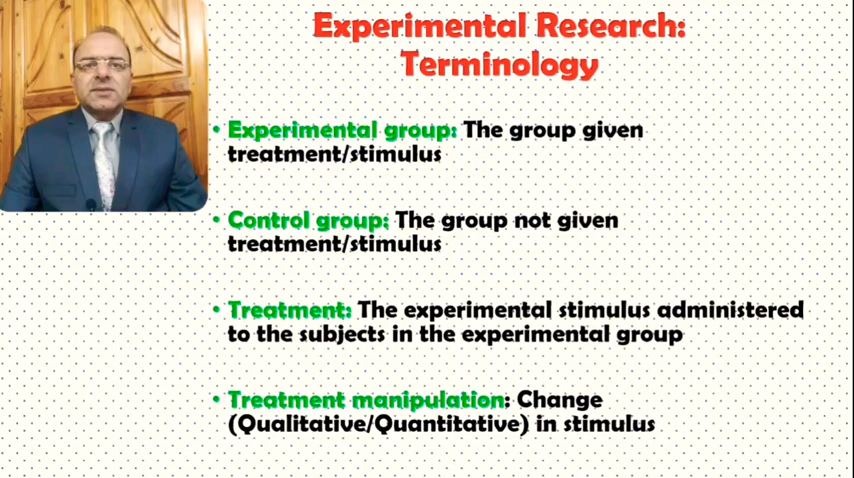 Experimental Research:
Terminology
• Experimental group: The group given
treatment/stimulus
• Control group: The group not given
treatment/stimulus
• Treatment: The experimental stimulus administered
to the subjects in the experimental group
• Treatment manipulation: Change
(Qualitative/Quantitative) in stimulus